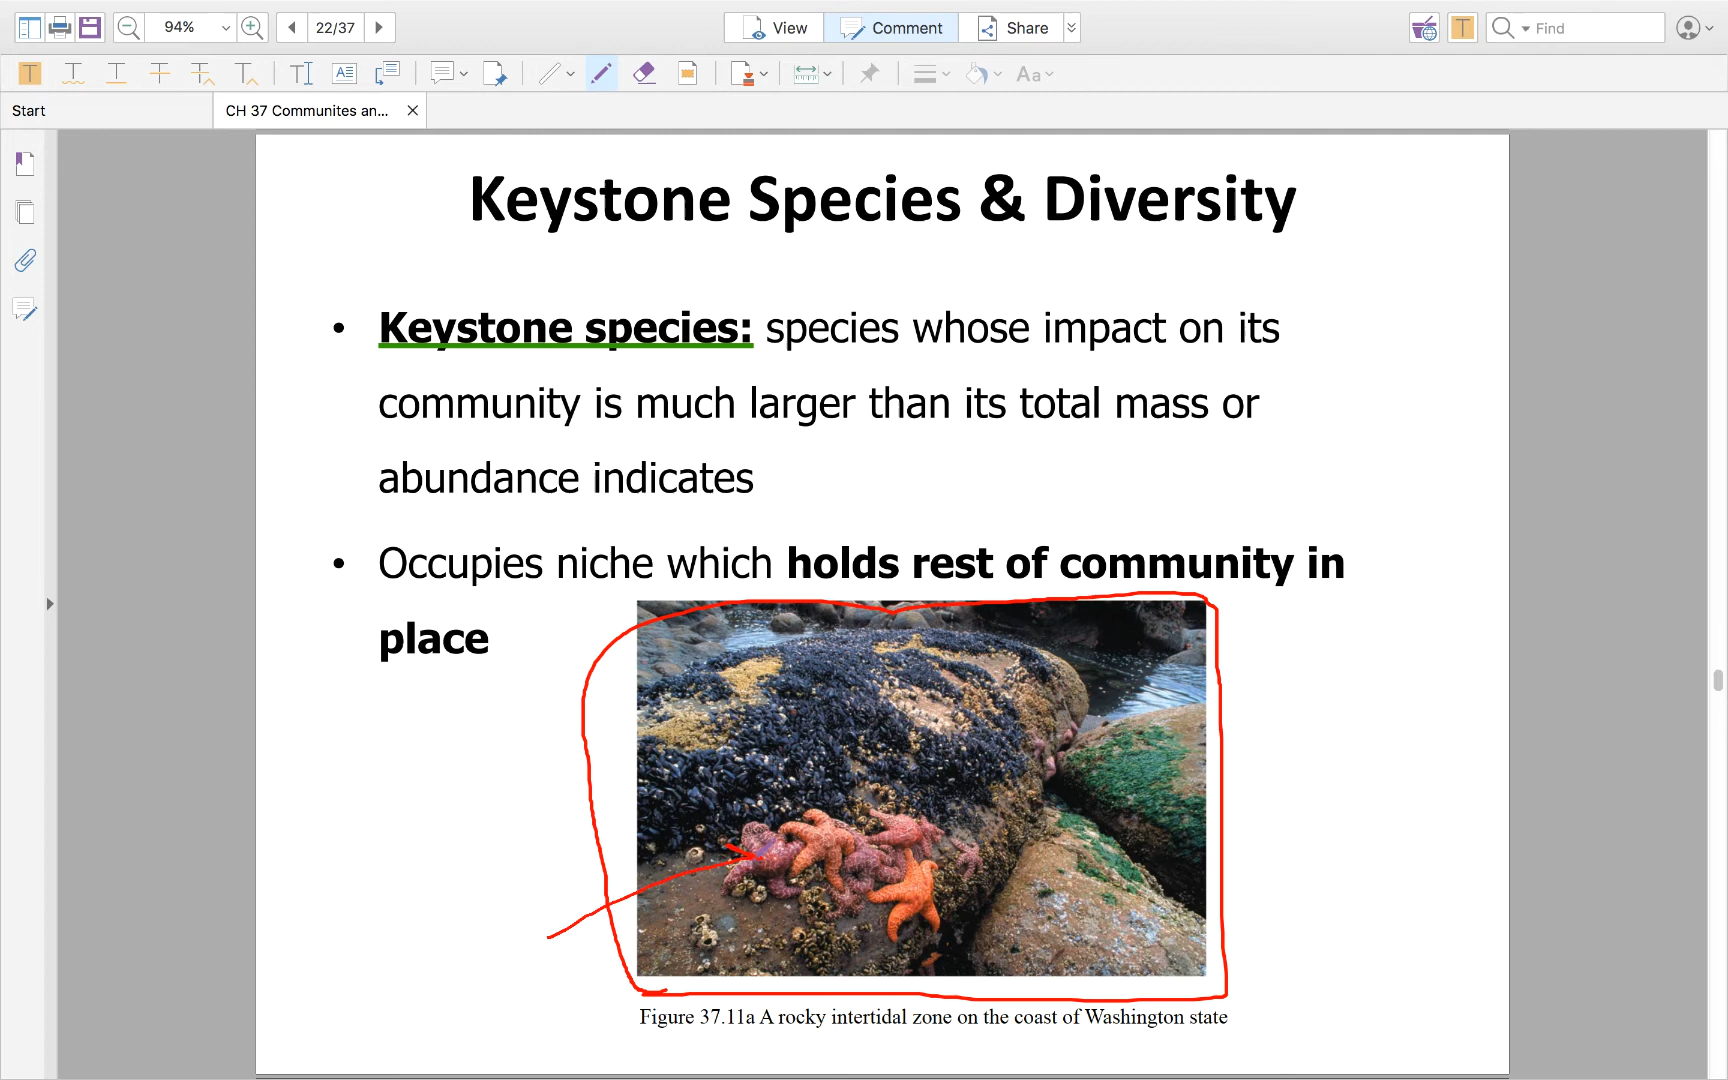 94%
22/37
View
Comment
Share
T
Find
T
T
T
T
T
T
T
A
Aa
Start
CH 37 Communites an...
Keystone Species & Diversity
• Keystone species: species whose impact on its
community is much larger than its total mass or
abundance indicates
• Occupies niche which holds rest of community in
place
Figure 37.11a A rocky intertidal zone on the coast of Washington state